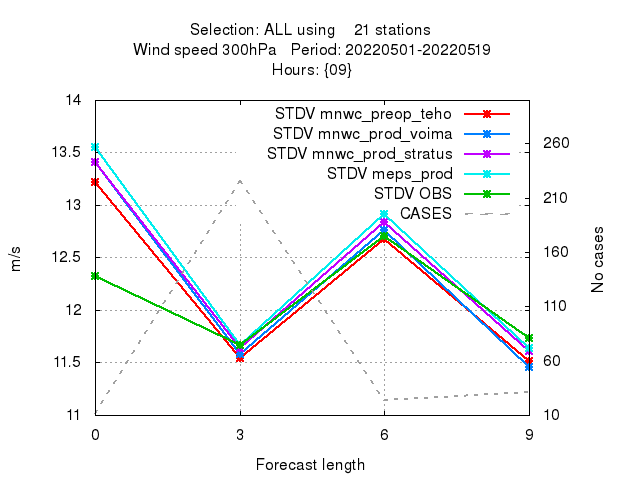 Selection: ALL using 21 stations
Wind speed 300hPa Period: 20220501-20220519
Hours: {09}
STDV mnwc_preop_teho
STDV mnwc_prod_voima
STDV mnwc_prod_stratus
STDV meps_prod
STDV OBS
CASES
14
13.5
13
12.5
12
11.5
11
m/s
260
210
160
110
60
10
No cases
0 3 6 9
Forecast length